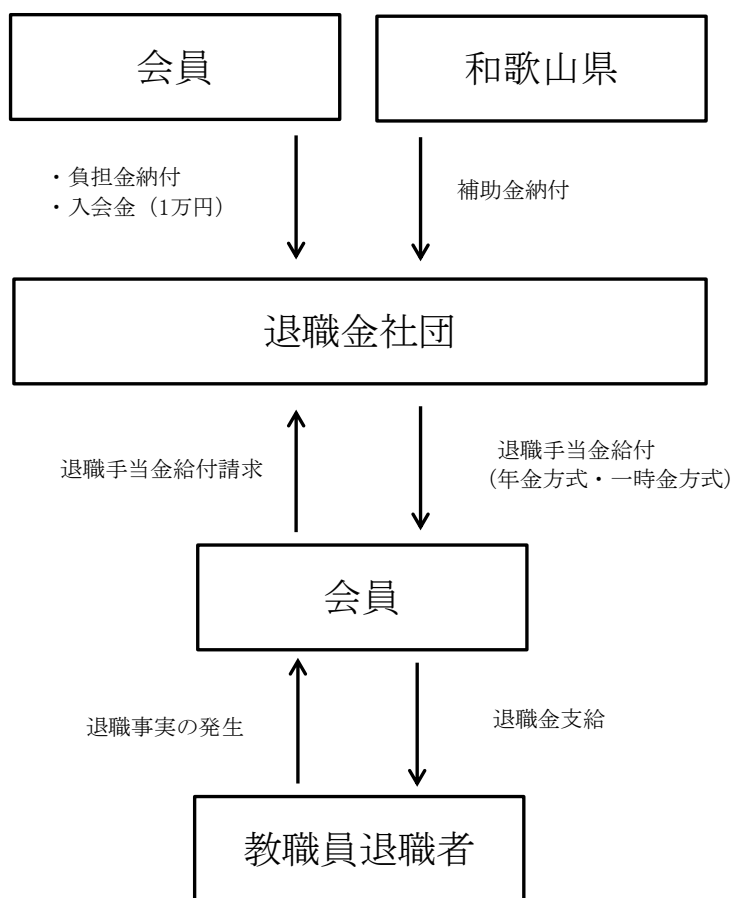 会員
和歌山県
・負担金納付
・入会金（1万円）
補助金納付
退職金社団
退職手当金給付請求
退職手当金給付
（年金方式・一時金方式）
会員
退職事実の発生
退職金支給
教職員退職者